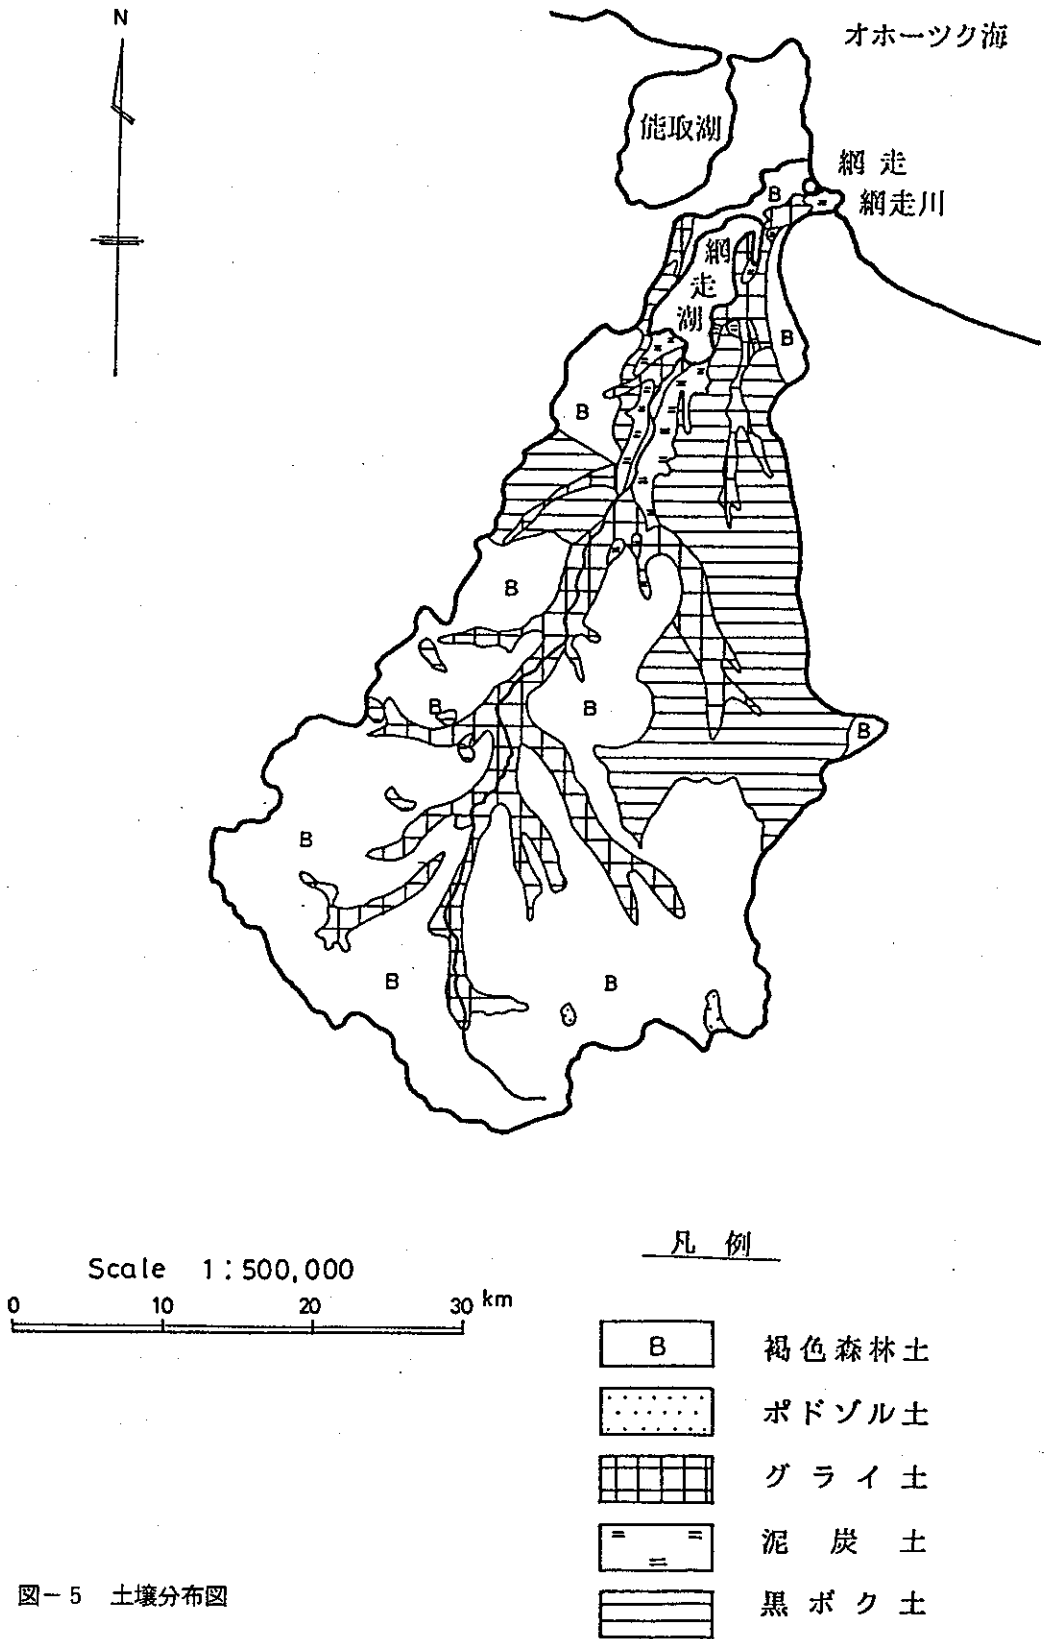 N
オホーツク海
能取湖
網走
網走川
B
網走湖
B
B
B
B
B
B
B
B
B
Scale 1:500,000
0 10 20 30 km
凡例
B 褐色森林土
ポドゾル土
グライ土
泥炭土
黒ボク土
図-5 土壌分布図